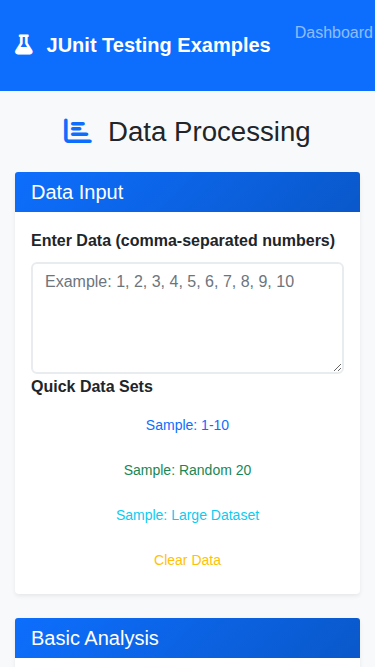 JUnit Testing Examples
Dashboard
Data Processing
Data Input
Enter Data (comma-separated numbers)
Example: 1, 2, 3, 4, 5, 6, 7, 8, 9, 10
Quick Data Sets
Sample: 1-10
Sample: Random 20
Sample: Large Dataset
Clear Data
Basic Analysis